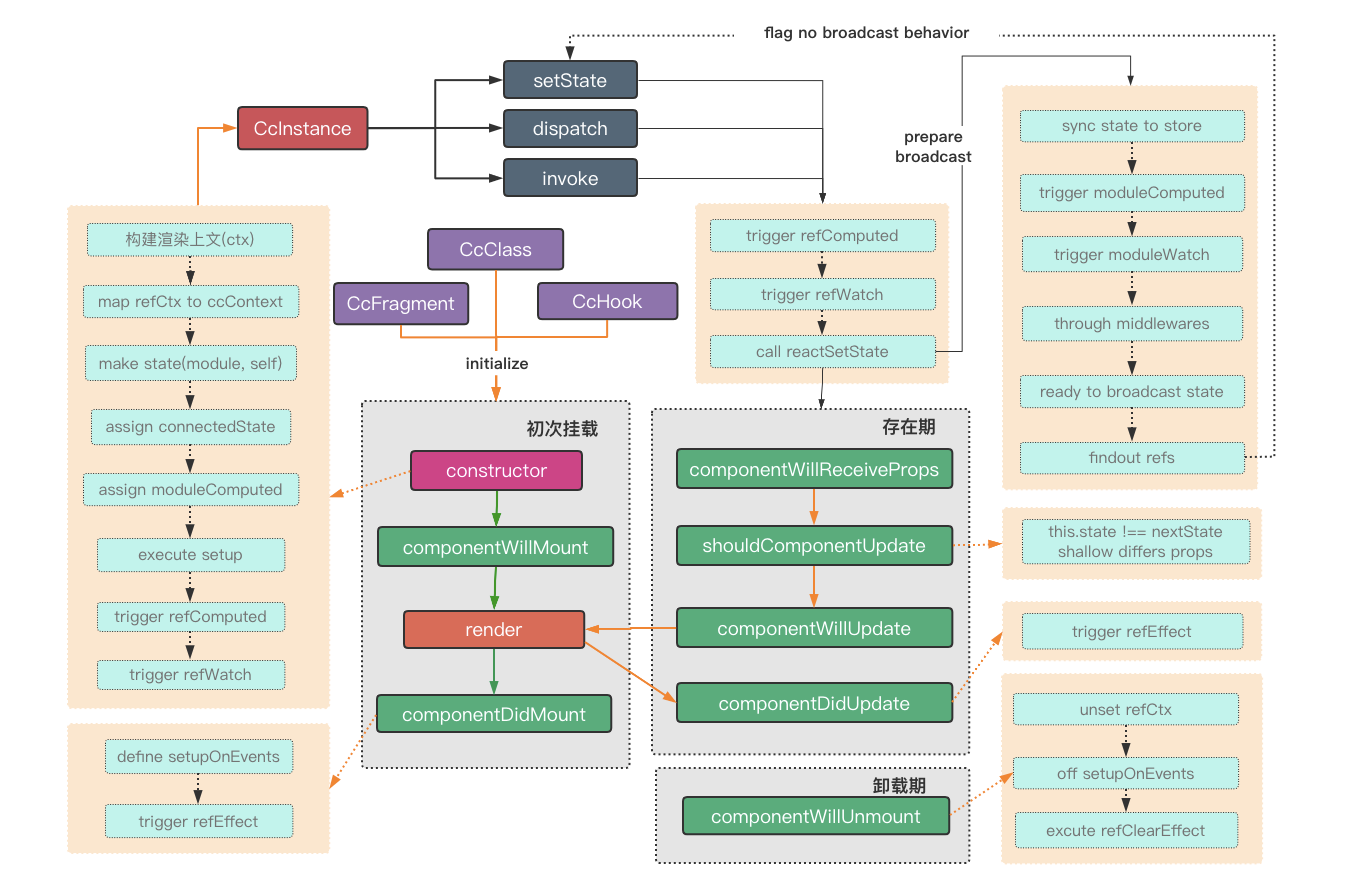 flag no broadcast behavior
setState
CcInstance
dispatch
invoke
prepare
broadcast
sync state to store
trigger moduleComputed
trigger moduleWatch
through middlewares
ready to broadcast state
findout refs
构建渲染上文(ctx)
map refCtx to ccContext
make state(module, self)
assign connectedState
assign moduleComputed
execute setup
trigger refComputed
trigger refWatch
CcClass
CcFragment
CcHook
initialize
trigger refComputed
trigger refWatch
call reactSetState
初次挂载
constructor
componentWillMount
render
componentDidMount
存在期
componentWillReceiveProps
shouldComponentUpdate
componentWillUpdate
componentDidUpdate
this.state !== nextState
shallow differs props
trigger refEffect
define setupOnEvents
trigger refEffect
卸载期
componentWillUnmount
unset refCtx
off setupOnEvents
excute refClearEffect